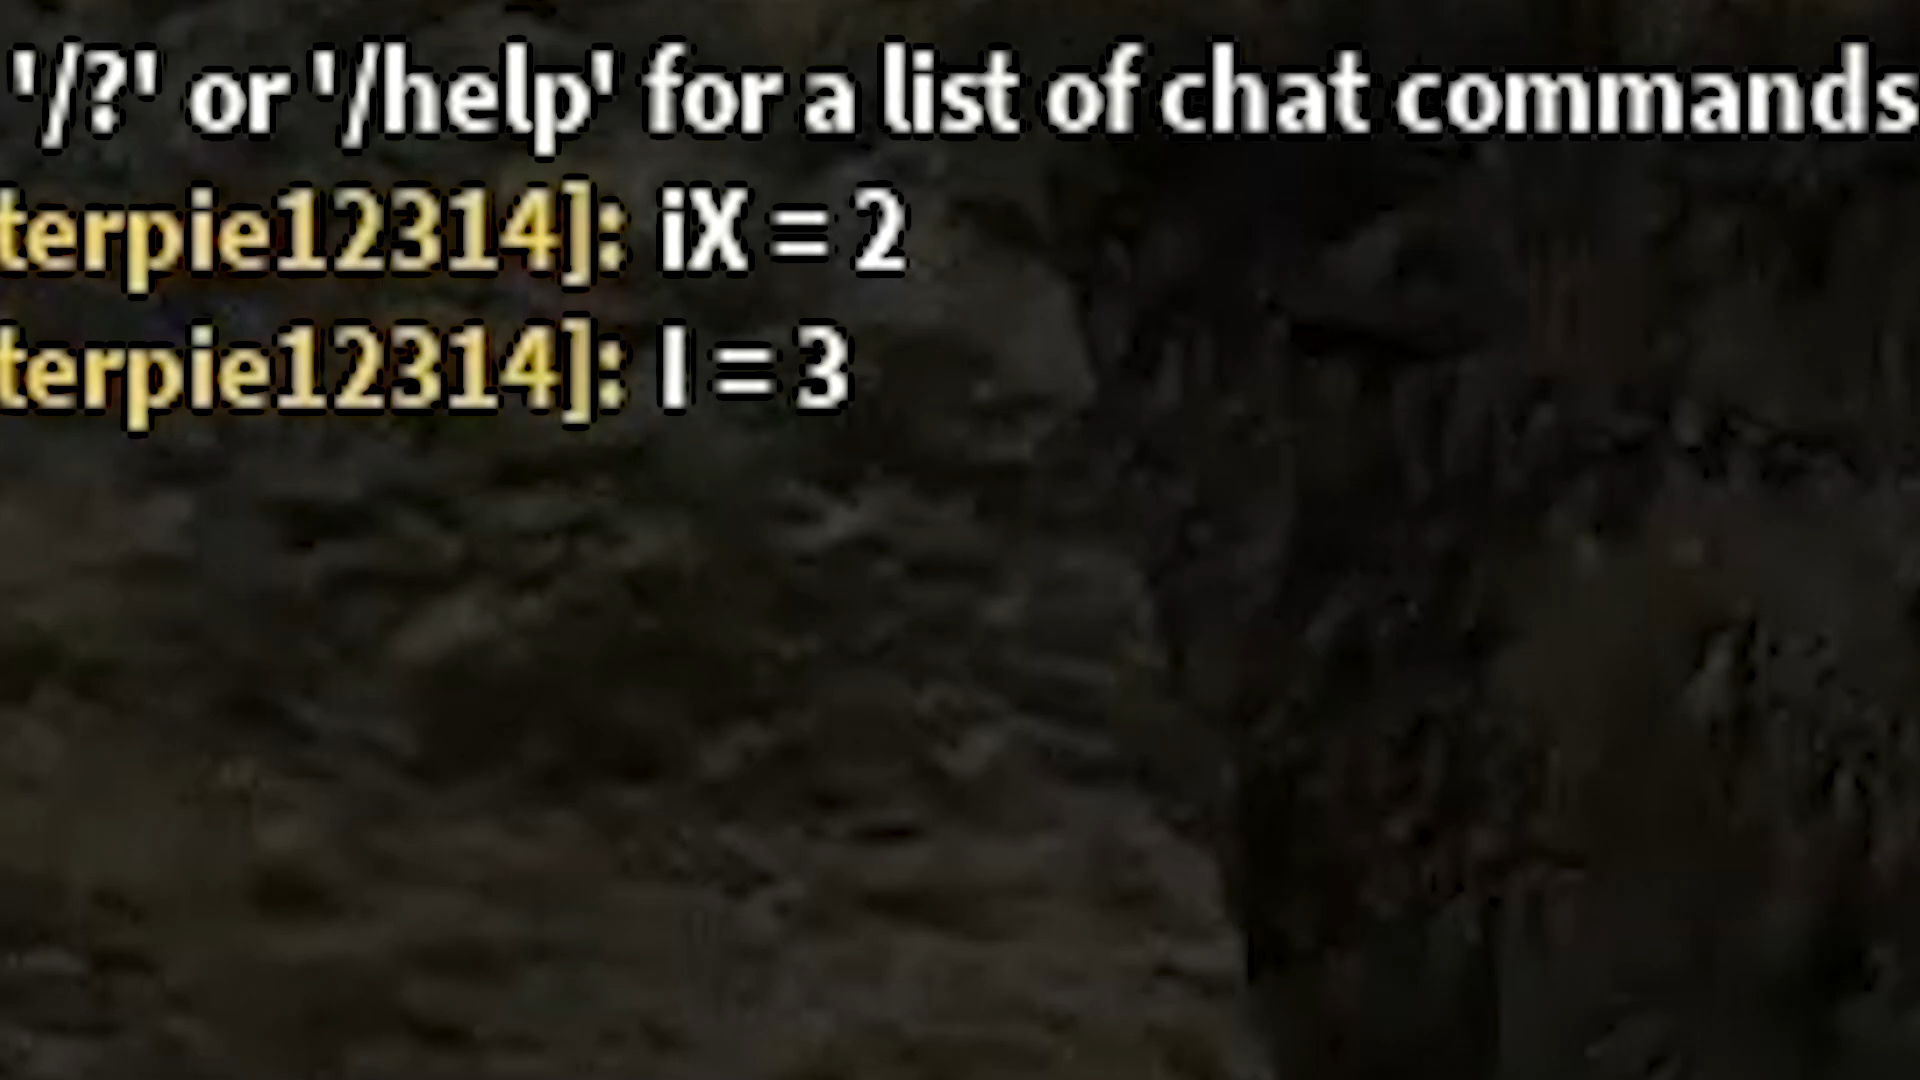 '/?' or '/help' for a list of chat commands
terpie12314]: iX = 2
terpie12314]: I = 3